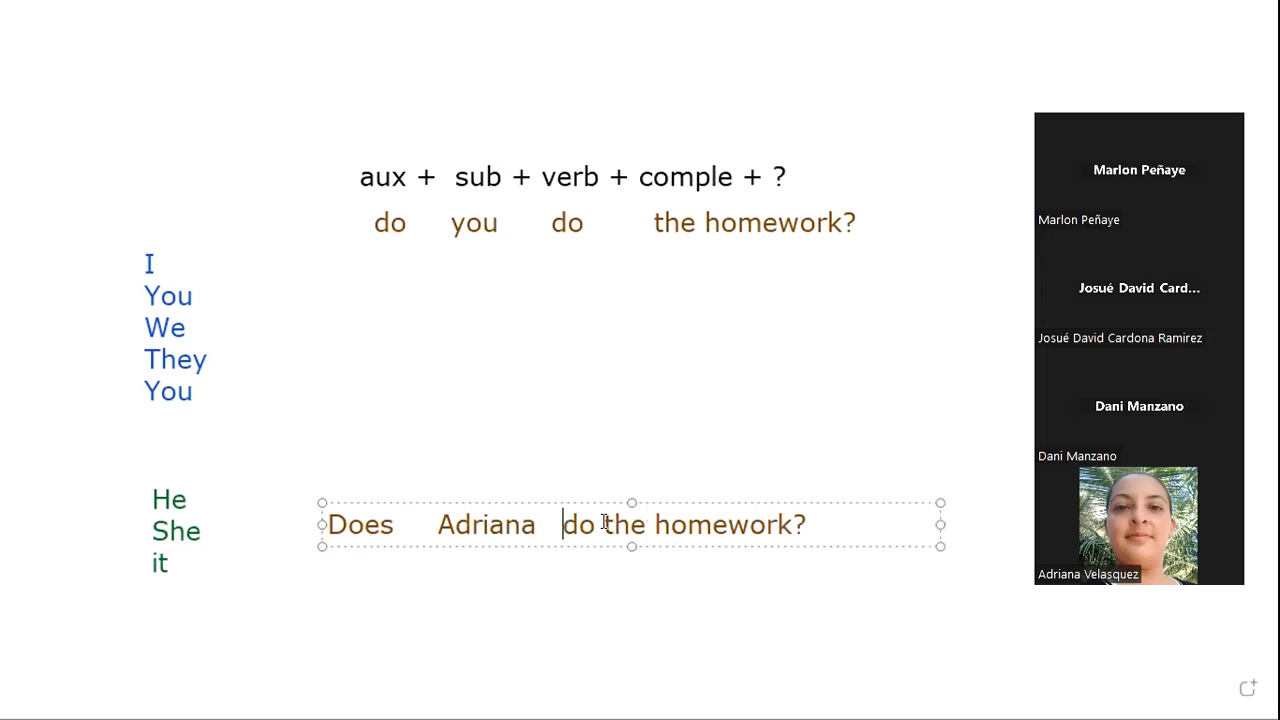 aux + sub + verb + comple + ?
do you do the homework?
I
You
We
They
You
He
She
it
Does Adriana do the homework?
Marlon Peñaye
Marlon Peñaye
Josué David Card...
Josué David Cardona Ramirez
Dani Manzano
Dani Manzano
Adriana Velasquez